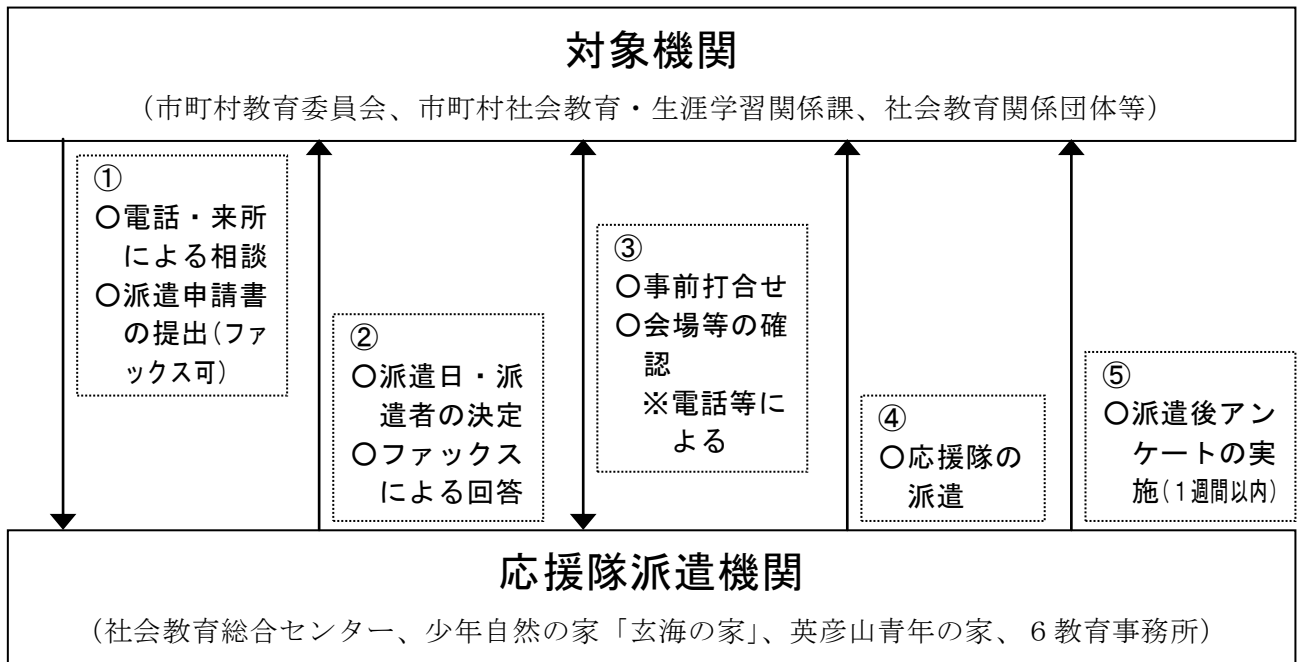 対象機関
(市町村教育委員会、市町村社会教育・生涯学習関係課、社会教育関係団体等)
①
○電話・来所
による相談
○派遣申請書
の提出(ファ
ックス可)
②
○派遣日・派
遣者の決定
○ファックス
による回答
③
○事前打合せ
○会場等の確
認
※電話等に
よる
④
○応援隊の
派遣
⑤
○派遣後アン
ケートの実
施(1週間以内)
応援隊派遣機関
(社会教育総合センター、少年自然の家「玄海の家」、英彦山青年の家、6教育事務所)